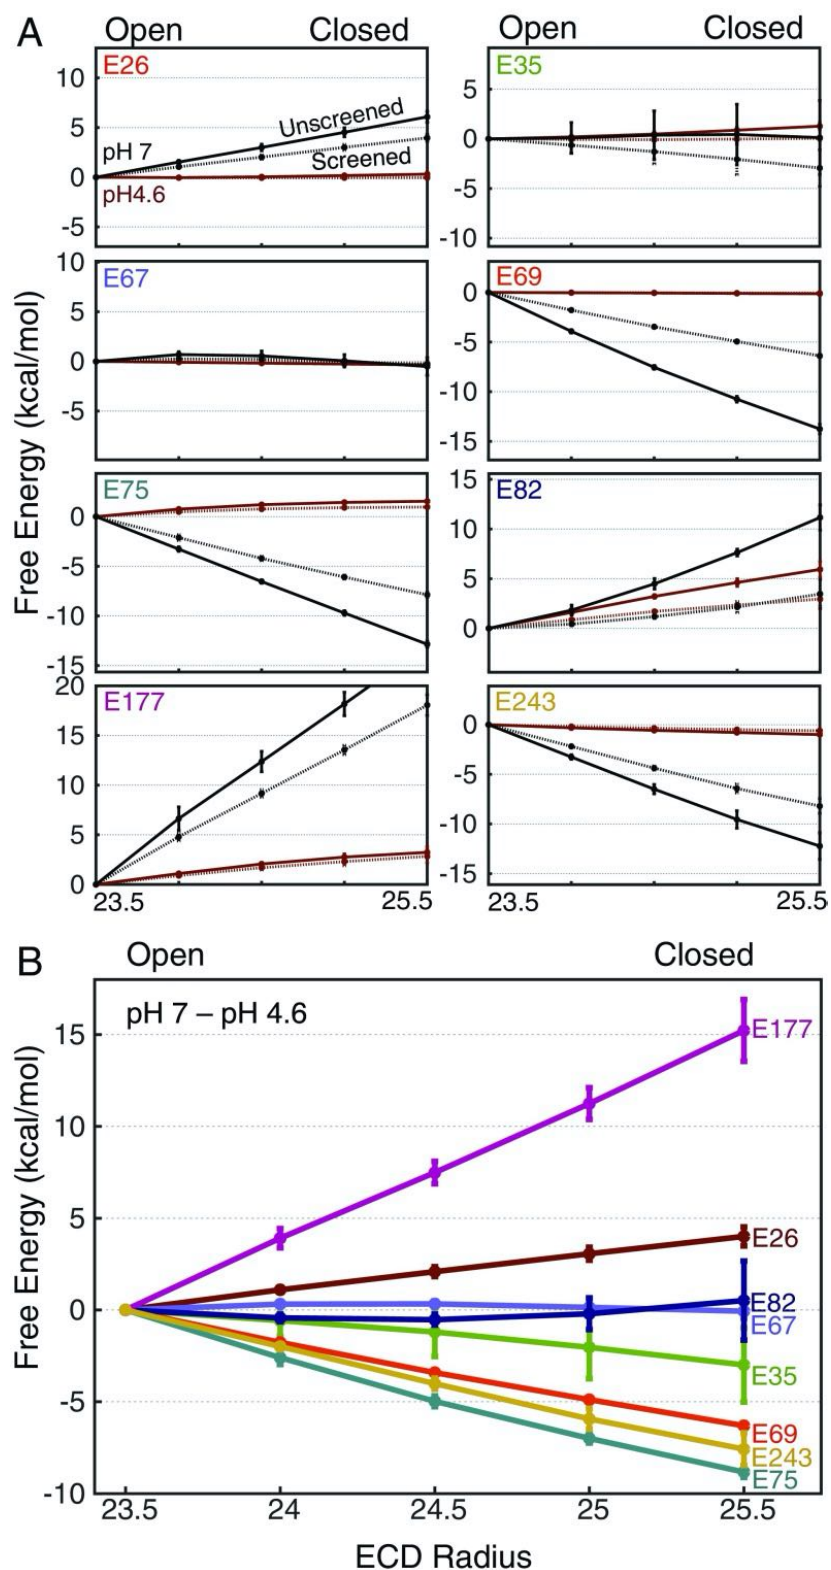 A
Open Closed Open Closed
E26
10
5
0
-5
Unscreened
pH 7
Screened
pH4.6
E35
5
0
-5
-10
E67
10
5
0
-5
E69
0
-5
-10
-15
Free Energy (kcal/mol)
E75
0
-5
-10
-15
E82
15
10
5
0
E177
20
15
10
5
0
23.5 25.5
E243
0
-5
-10
-15
23.5 25.5
B
Open Closed
pH 7 – pH 4.6
15
10
5
0
-5
-10
Free Energy (kcal/mol)
E177
E26
E82
E67
E35
E69
E243
E75
23.5 24 24.5 25 25.5
ECD Radius